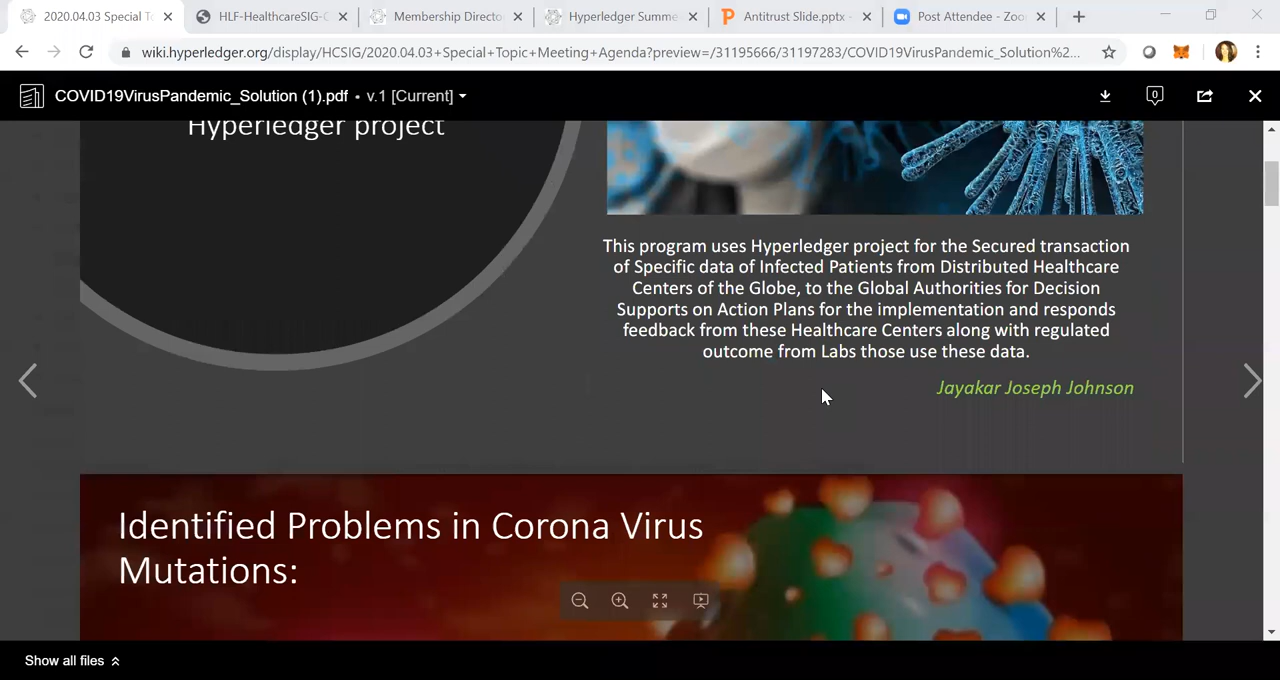 2020.04.03 Special T
HLF-HealthcareSIG-
Membership Directo
Hyperledger Summe
Antitrust Slide.pptx
Post Attendee - Zoo
wiki.hyperledger.org/display/HCSIG/2020.04.03+Special+Topic+Meeting+Agenda?preview=/31195666/31197283/COVID19VirusPandemic_Solution%2...
COVID19VirusPandemic_Solution (1).pdf • v.1 [Current]
0
Hyperledger project
This program uses Hyperledger project for the Secured transaction
of Specific data of Infected Patients from Distributed Healthcare
Centers of the Globe, to the Global Authorities for Decision
Supports on Action Plans for the implementation and responds
feedback from these Healthcare Centers along with regulated
outcome from Labs those use these data.
Jayakar Joseph Johnson
Identified Problems in Corona Virus
Mutations:
Show all files